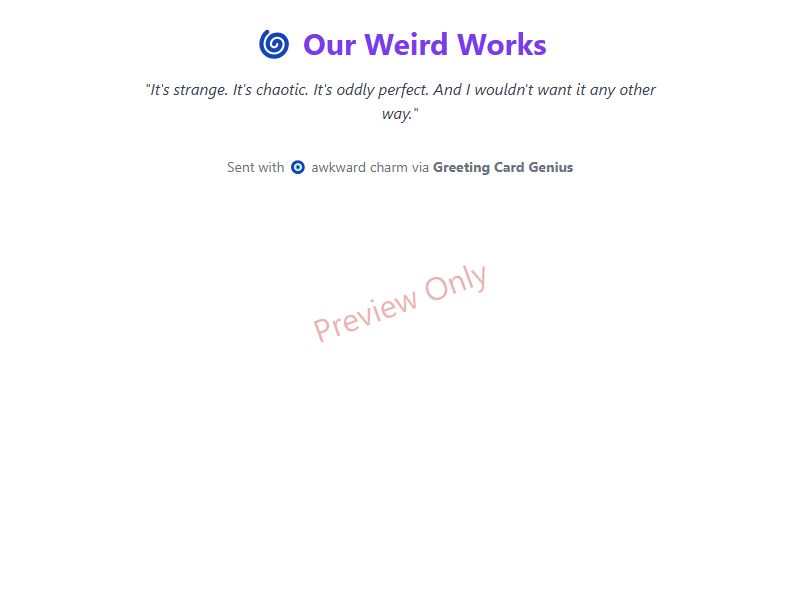 🌀 Our Weird Works
"It's strange. It's chaotic. It's oddly perfect. And I wouldn't want it any other
way."
Sent with 🧿 awkward charm via Greeting Card Genius
Preview Only